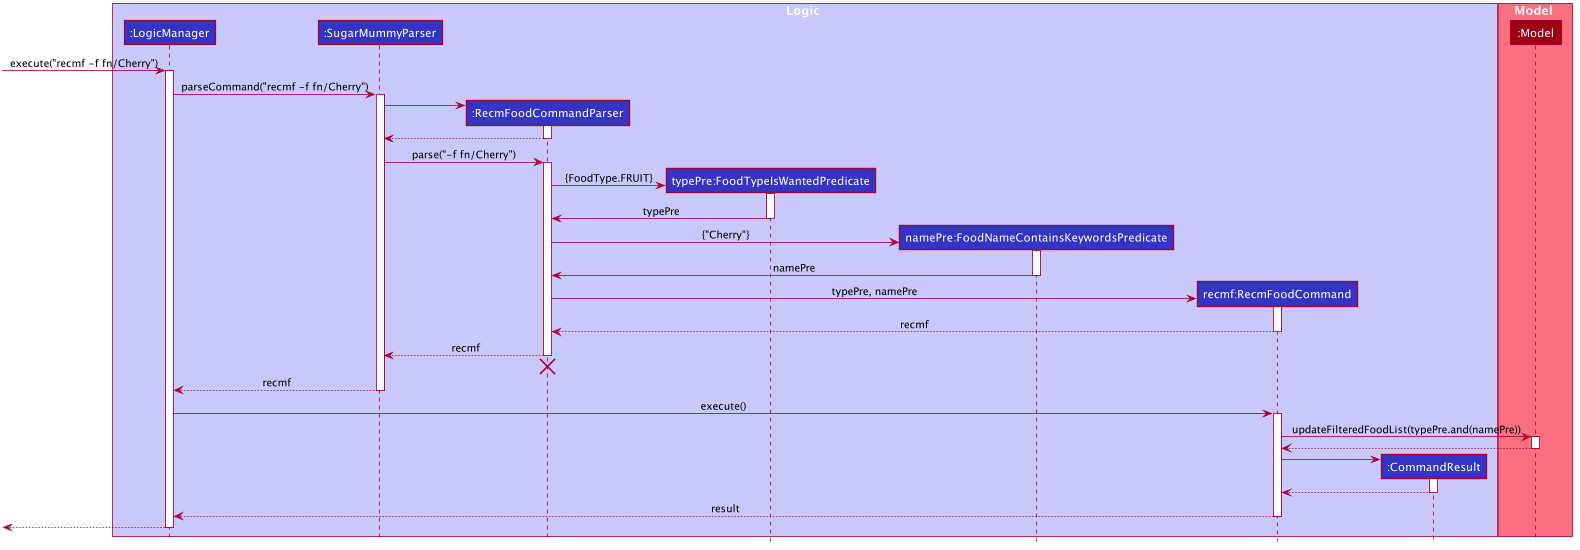 Logic
Model
:LogicManager
:SugarMummyParser
:Model
execute("recmf -f fn/Cherry")
parseCommand("recmf -f fn/Cherry")
:RecmFoodCommandParser
parse("-f fn/Cherry")
{FoodType.FRUIT}
typePre:FoodTypeIsWantedPredicate
typePre
{"Cherry"}
namePre:FoodNameContainsKeywordsPredicate
namePre
typePre, namePre
recmf:RecmFoodCommand
recmf
recmf
recmf
execute()
updateFilteredFoodList(typePre.and(namePre))
:CommandResult
result